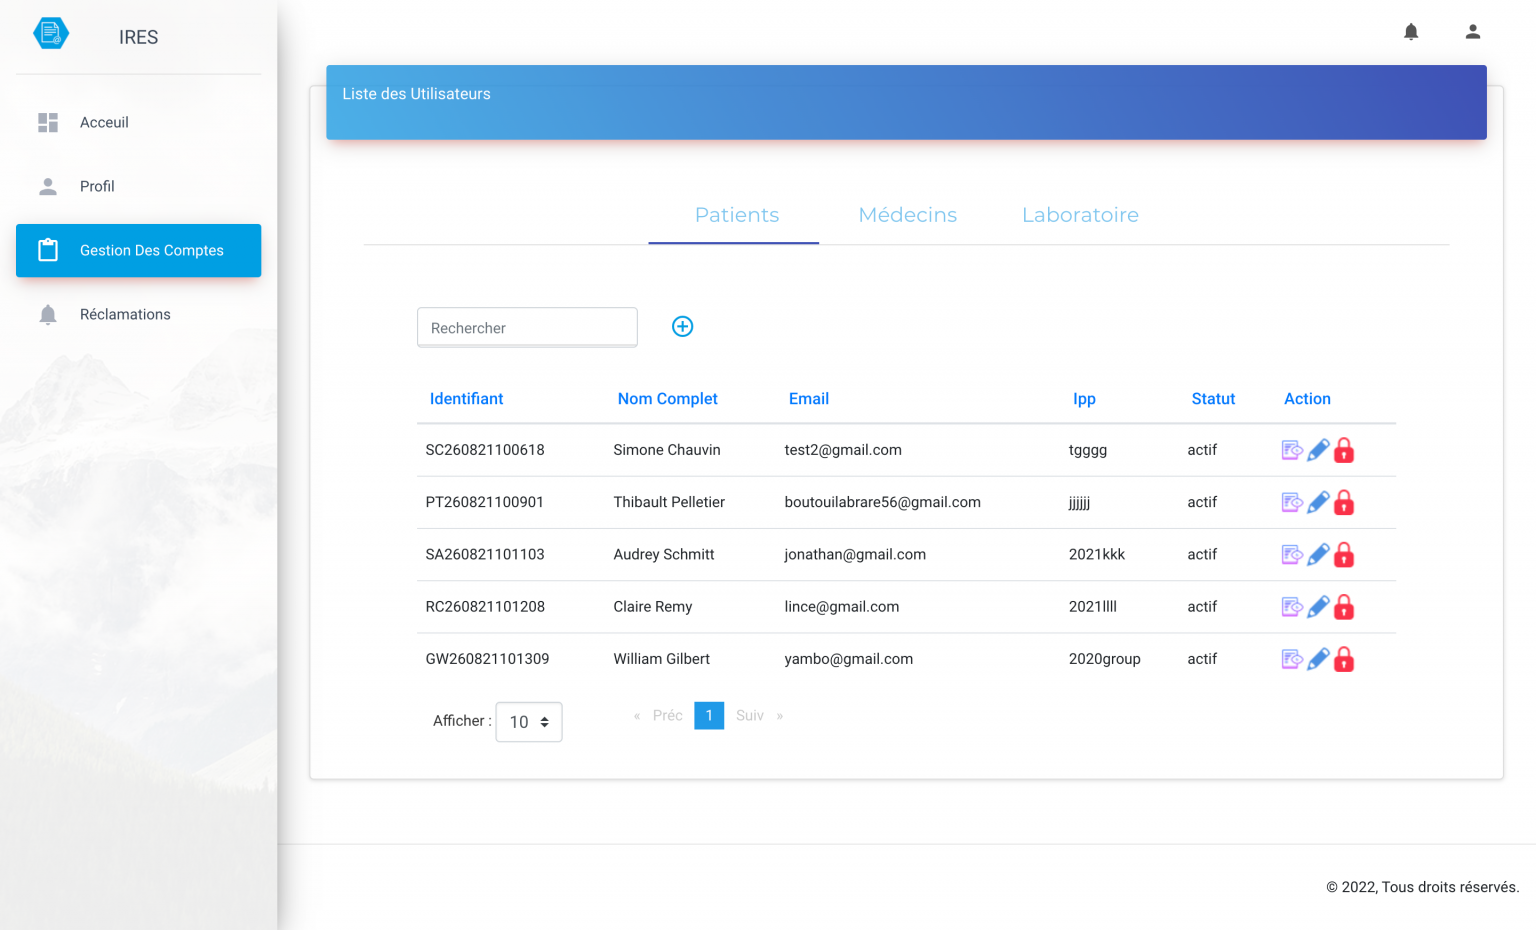 IRES
Acceuil
Profil
Gestion Des Comptes
Réclamations
Liste des Utilisateurs
Patients Médecins Laboratoire
Rechercher
Identifiant Nom Complet Email Ipp Statut Action
SC260821100618 Simone Chauvin test2@gmail.com tgggg actif
PT260821100901 Thibault Pelletier boutouilabrare56@gmail.com jjjjjj actif
SA260821101103 Audrey Schmitt jonathan@gmail.com 2021kkk actif
RC260821101208 Claire Remy lince@gmail.com 2021llll actif
GW260821101309 William Gilbert yambo@gmail.com 2020group actif
Afficher : 10 « Préc 1 Suiv »
© 2022, Tous droits réservés.